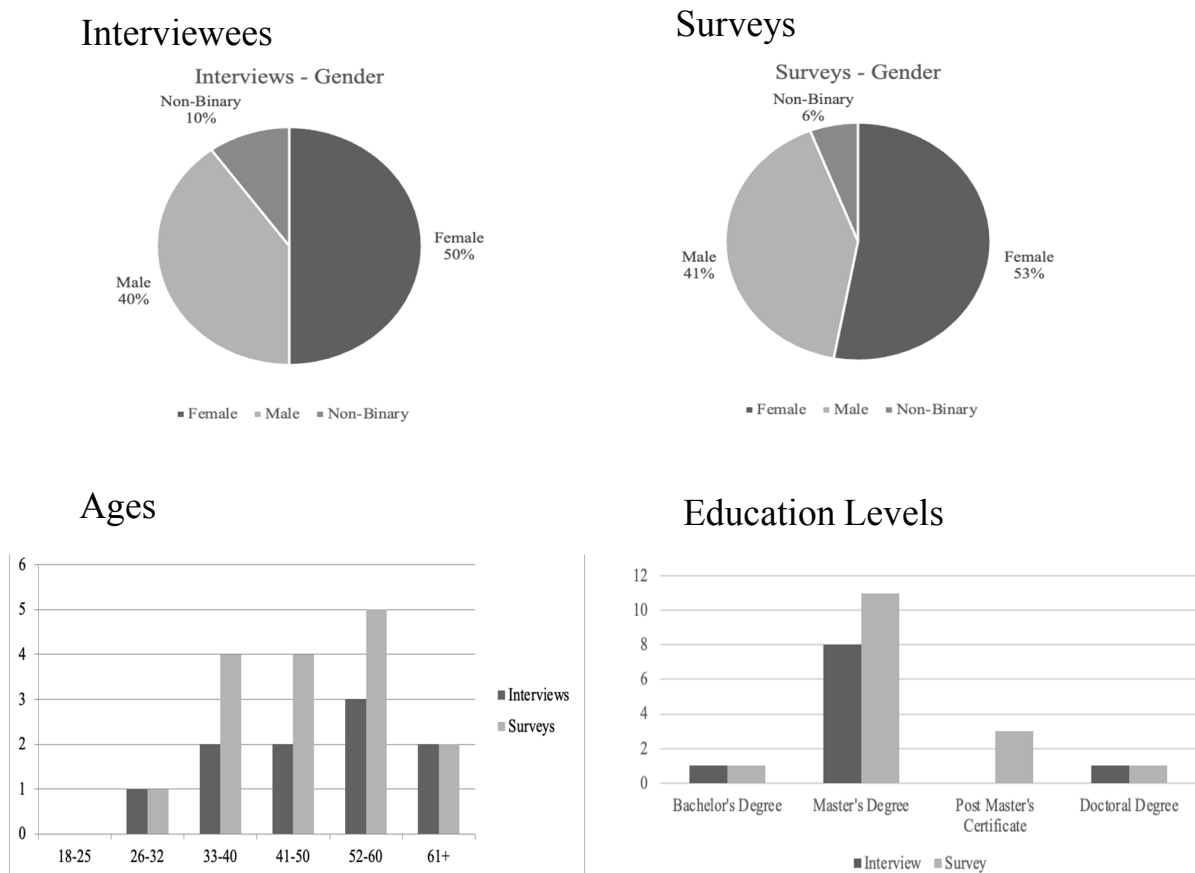 Interviewees
Interviews - Gender
Non-Binary
10%
Female
50%
Male
40%
Female Male Non-Binary
Surveys
Surveys - Gender
Non-Binary
6%
Male
41%
Female
53%
Female Male Non-Binary
Ages
6
5
4
3
2
1
0
18-25 26-32 33-40 41-50 52-60 61+
Interviews
Surveys
Education Levels
12
10
8
6
4
2
0
Bachelor's Degree Master's Degree Post Master's Doctoral Degree
Certificate
Interview Survey